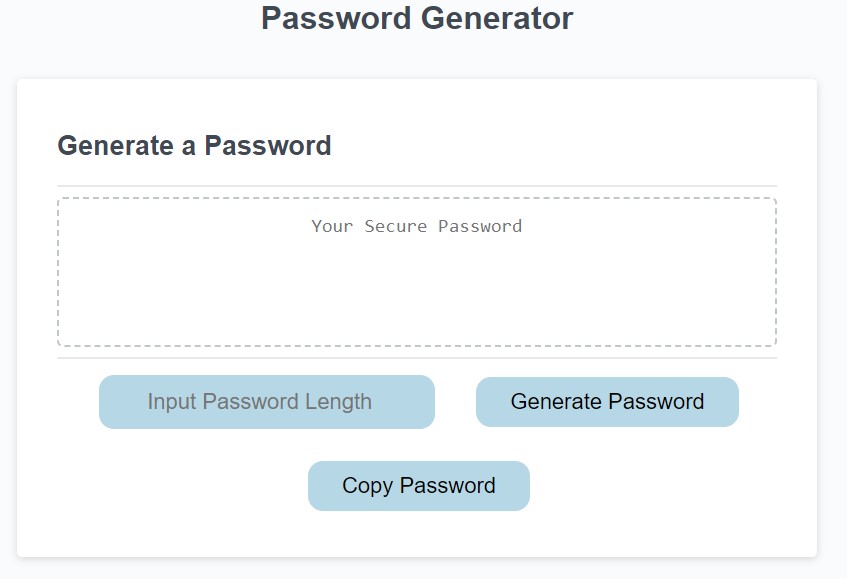 Password Generator
Generate a Password
Your Secure Password
Input Password Length
Generate Password
Copy Password